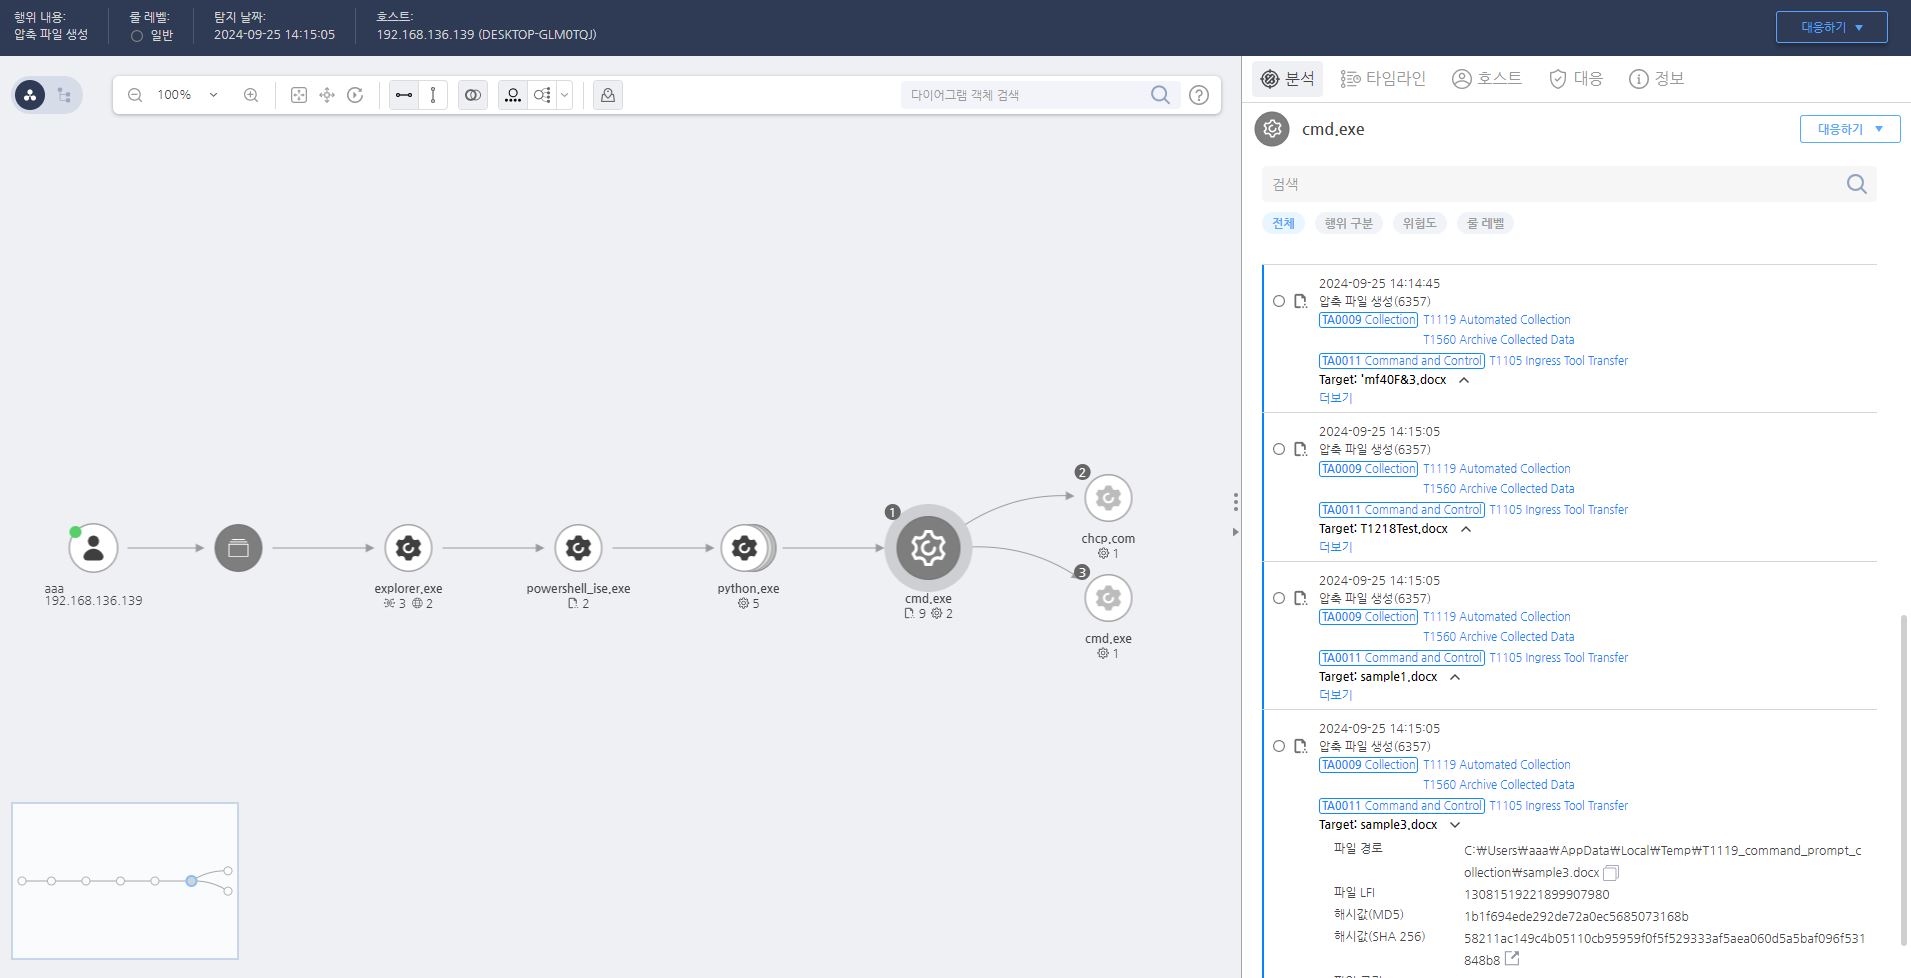 행위 내용:
압축 파일 생성
룰 레벨:
일반
탐지 날짜:
2024-09-25 14:15:05
호스트:
192.168.136.139 (DESKTOP-GLM0TQJ)
대응하기
100%
다이어그램 객체 검색
분석
타임라인
호스트
대응
정보
cmd.exe
대응하기
검색
전체
행위 구분
위험도
룰 레벨
2024-09-25 14:14:45
압축 파일 생성(6357)
TA0009 Collection T1119 Automated Collection
T1560 Archive Collected Data
TA0011 Command and Control T1105 Ingress Tool Transfer
Target: 'mf40F&3.docx
더보기
2024-09-25 14:15:05
압축 파일 생성(6357)
TA0009 Collection T1119 Automated Collection
T1560 Archive Collected Data
TA0011 Command and Control T1105 Ingress Tool Transfer
Target: T1218Test.docx
더보기
2024-09-25 14:15:05
압축 파일 생성(6357)
TA0009 Collection T1119 Automated Collection
T1560 Archive Collected Data
TA0011 Command and Control T1105 Ingress Tool Transfer
Target: sample1.docx
더보기
2024-09-25 14:15:05
압축 파일 생성(6357)
TA0009 Collection T1119 Automated Collection
T1560 Archive Collected Data
TA0011 Command and Control T1105 Ingress Tool Transfer
Target: sample3.docx
파일 경로
C:₩Users₩aaa₩AppData₩Local₩Temp₩T1119_command_prompt_c
ollection₩sample3.docx
파일 LFI
13081519221899907980
해시값(MD5)
1b1f694ede292de72a0ec5685073168b
해시값(SHA 256)
58211ac149c4b05110cb95959f0f5f529333af5aea060d5a5baf096f531
848b8
aaa
192.168.136.139
explorer.exe
3 2
powershell_ise.exe
2
python.exe
5
1
cmd.exe
9 2
2
chcp.com
1
3
cmd.exe
1